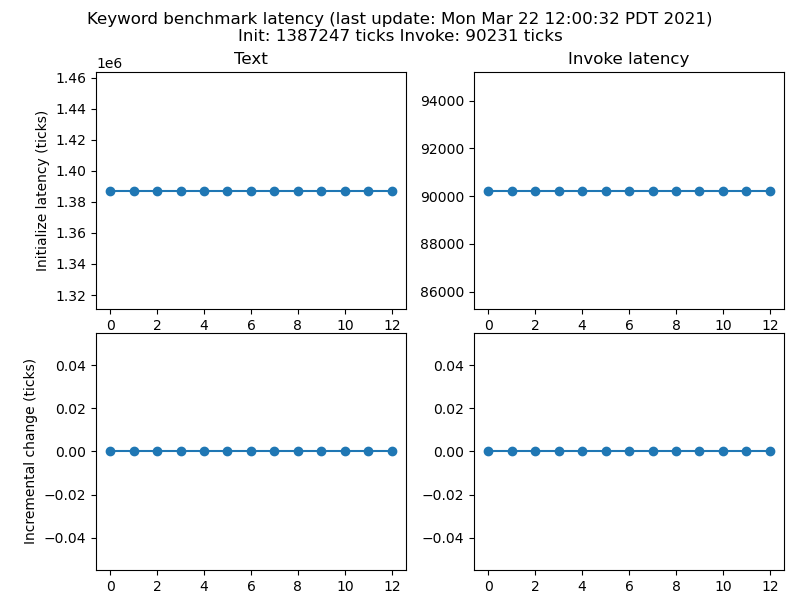 Keyword benchmark latency (last update: Mon Mar 22 12:00:32 PDT 2021)
Init: 1387247 ticks Invoke: 90231 ticks
Text
1e6
1.46
1.44
1.42
1.40
1.38
1.36
1.34
1.32
Initialize latency (ticks)
0 2 4 6 8 10 12
Invoke latency
94000
92000
90000
88000
86000
0 2 4 6 8 10 12
0.04
0.02
0.00
−0.02
−0.04
Incremental change (ticks)
0 2 4 6 8 10 12
0.04
0.02
0.00
−0.02
−0.04
0 2 4 6 8 10 12